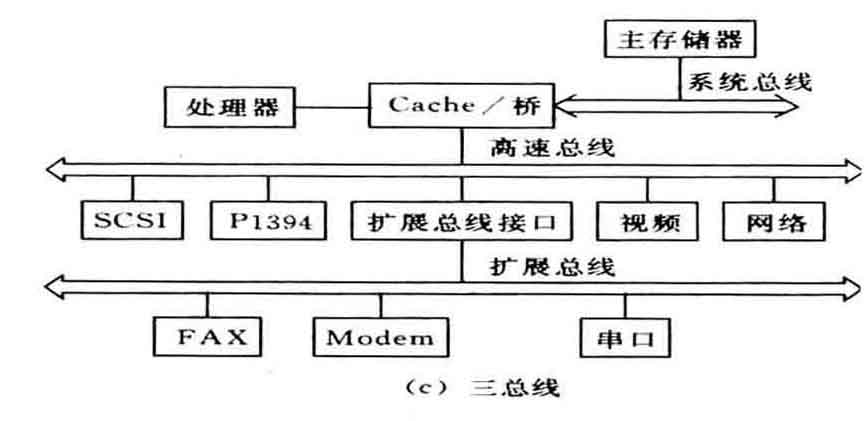 主存储器
系统总线
处理器
Cache／桥
高速总线
SCSI
P1394
扩展总线接口
视频
网络
扩展总线
FAX
Modem
串口
(c) 三总线